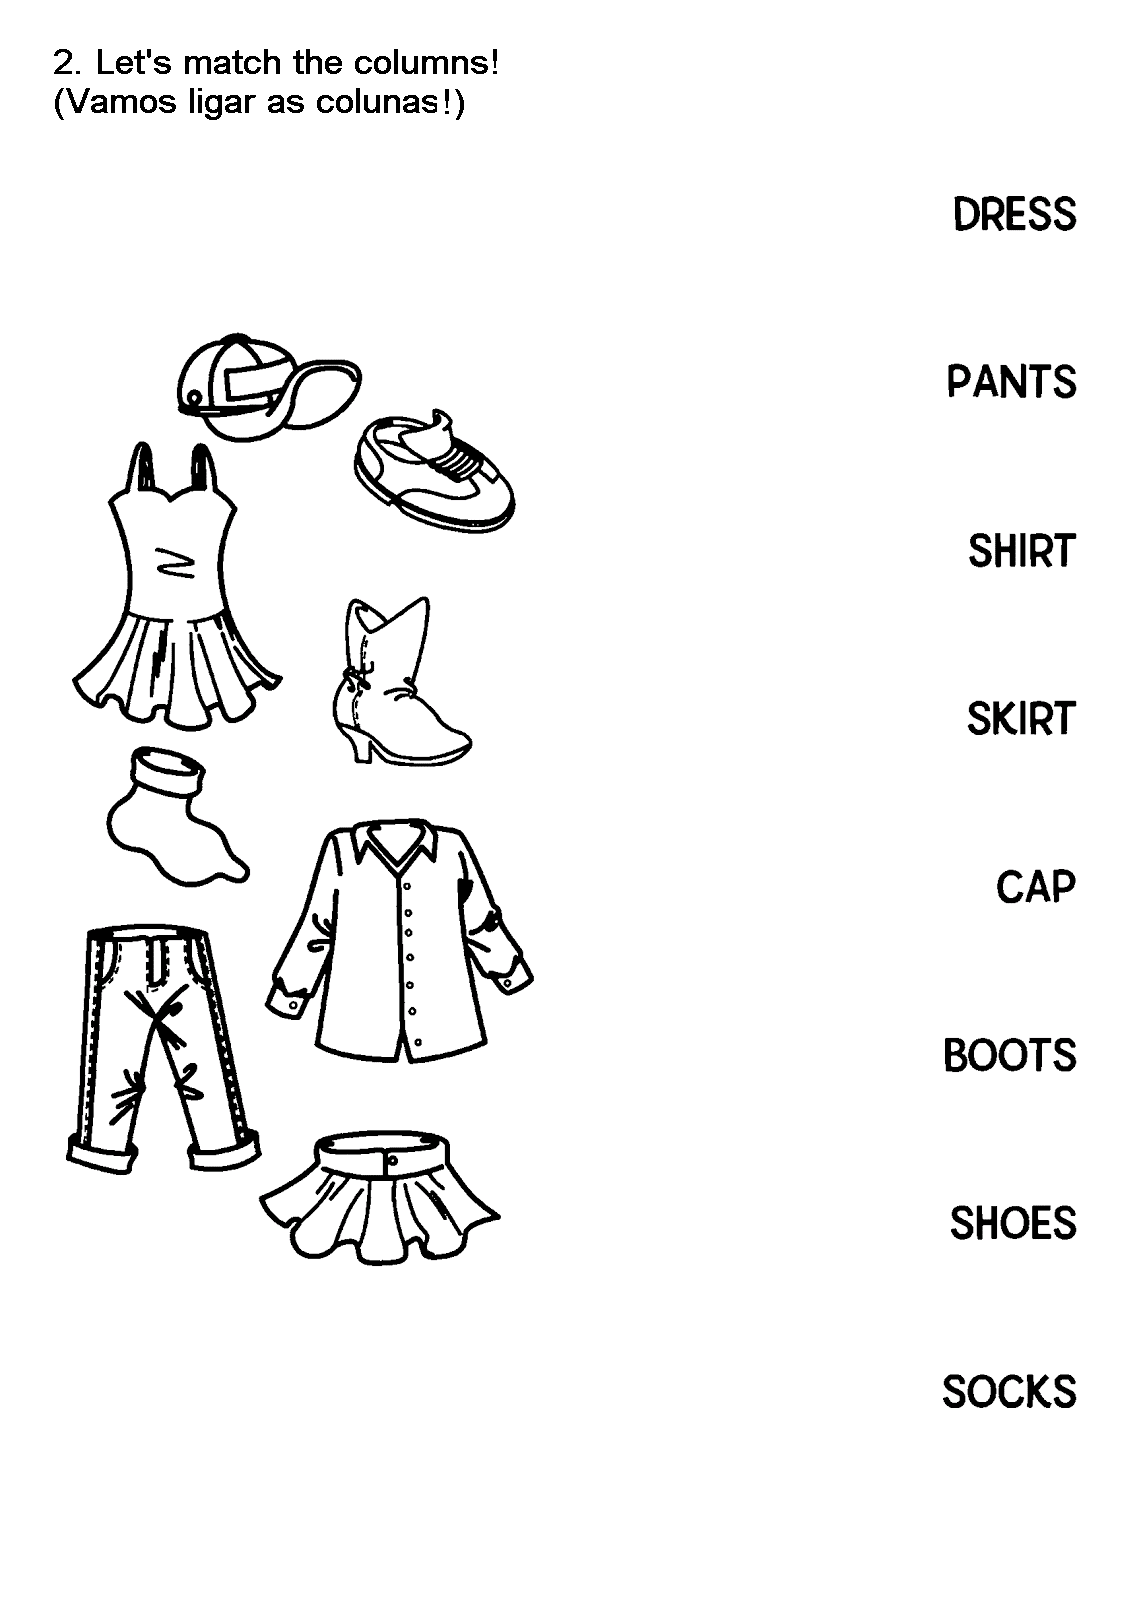 2. Let's match the columns!
(Vamos ligar as colunas!)
DRESS
PANTS
SHIRT
SKIRT
CAP
BOOTS
SHOES
SOCKS